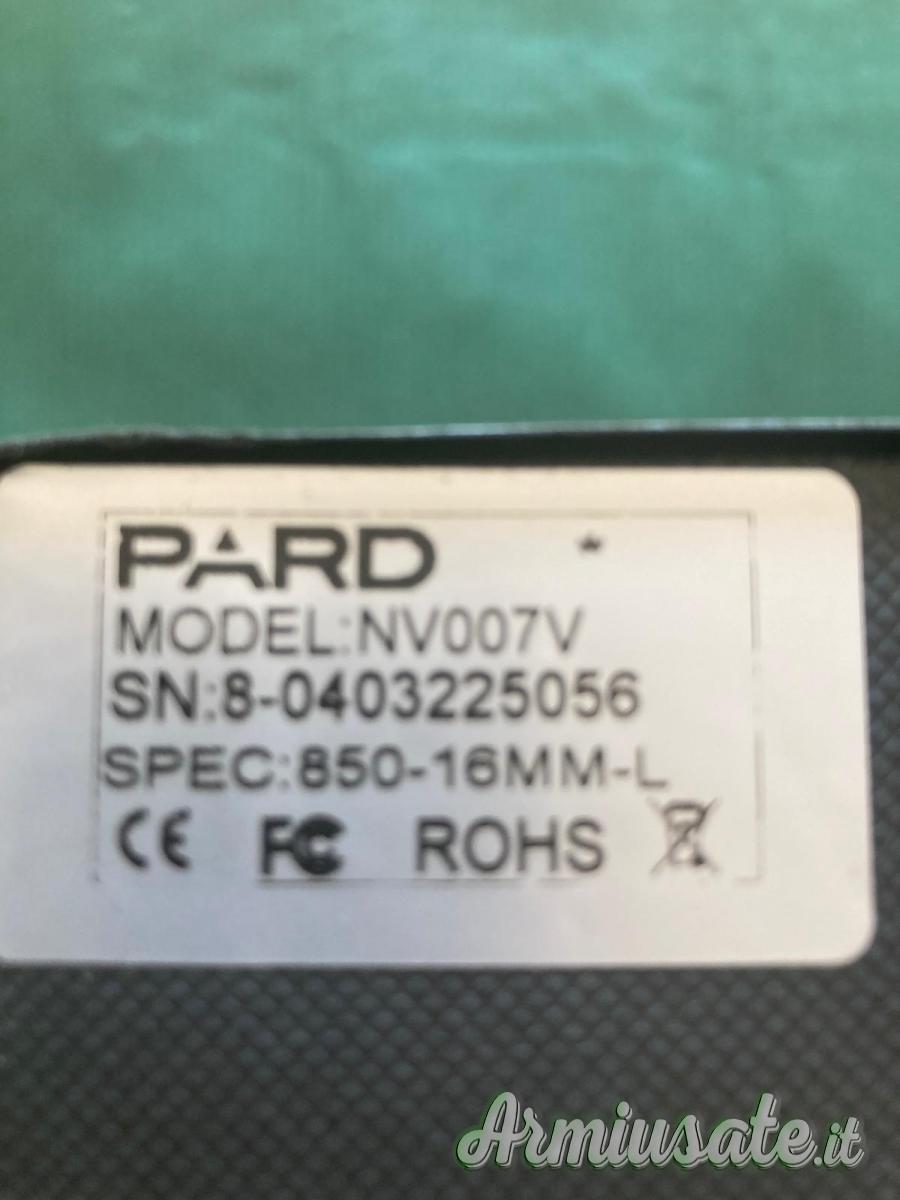 PARD
MODEL:NV007V
SN:8-0403225056
SPEC:850-16MM-L
CE FC ROHS
Armiusate.it